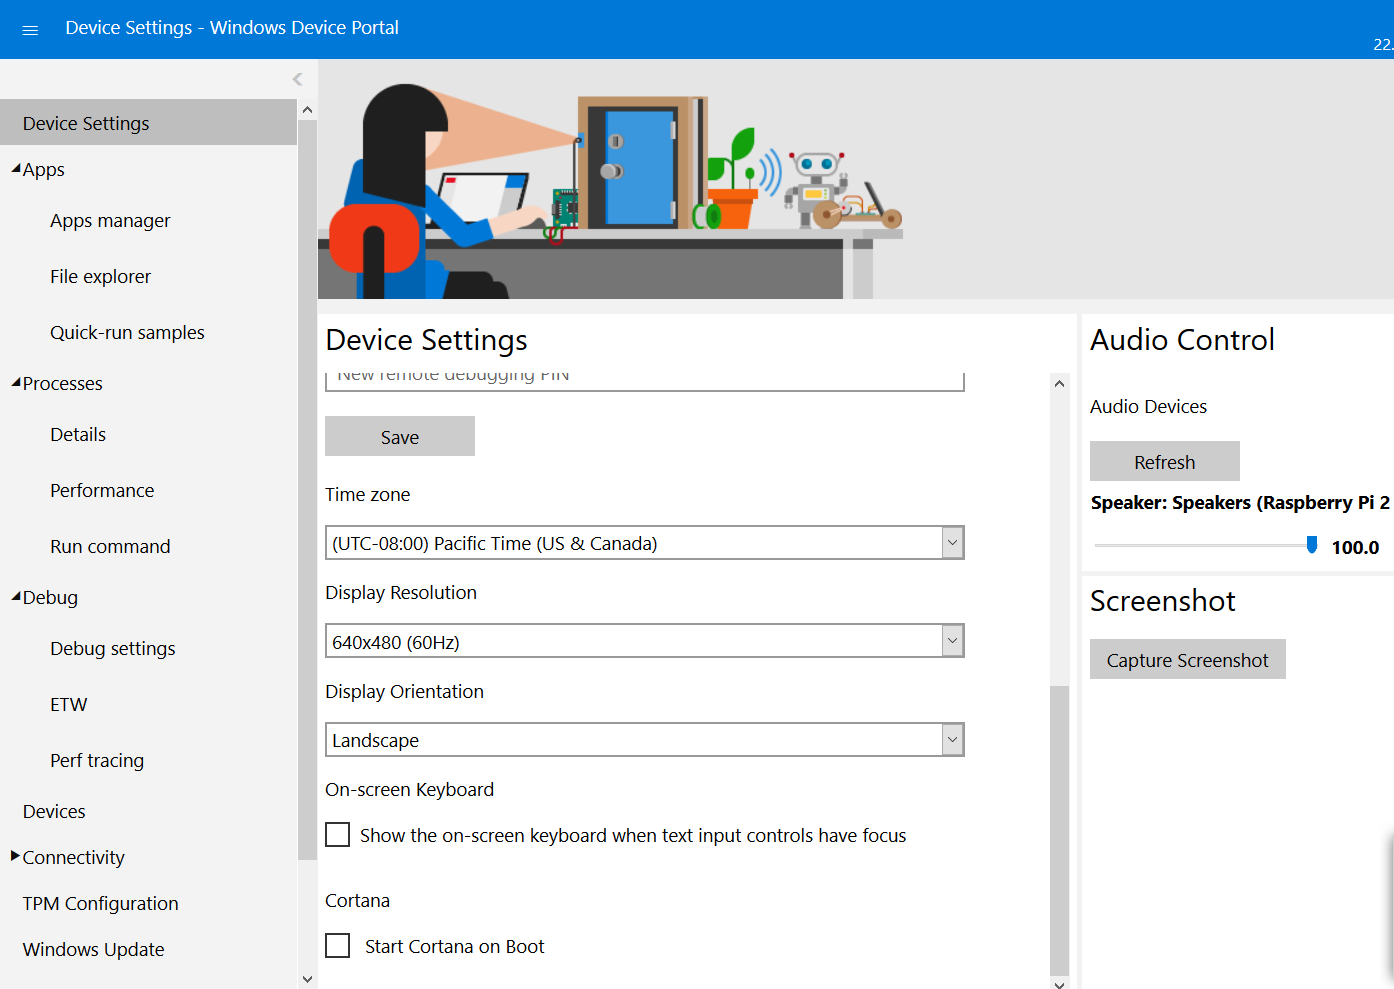 Device Settings - Windows Device Portal
22.
Device Settings
Apps
Apps manager
File explorer
Quick-run samples
Processes
Details
Performance
Run command
Debug
Debug settings
ETW
Perf tracing
Devices
Connectivity
TPM Configuration
Windows Update
Device Settings
New remote debugging PIN
Save
Time zone
(UTC-08:00) Pacific Time (US & Canada)
Display Resolution
640x480 (60Hz)
Display Orientation
Landscape
On-screen Keyboard
Show the on-screen keyboard when text input controls have focus
Cortana
Start Cortana on Boot
Audio Control
Audio Devices
Refresh
Speaker: Speakers (Raspberry Pi 2
100.0
Screenshot
Capture Screenshot